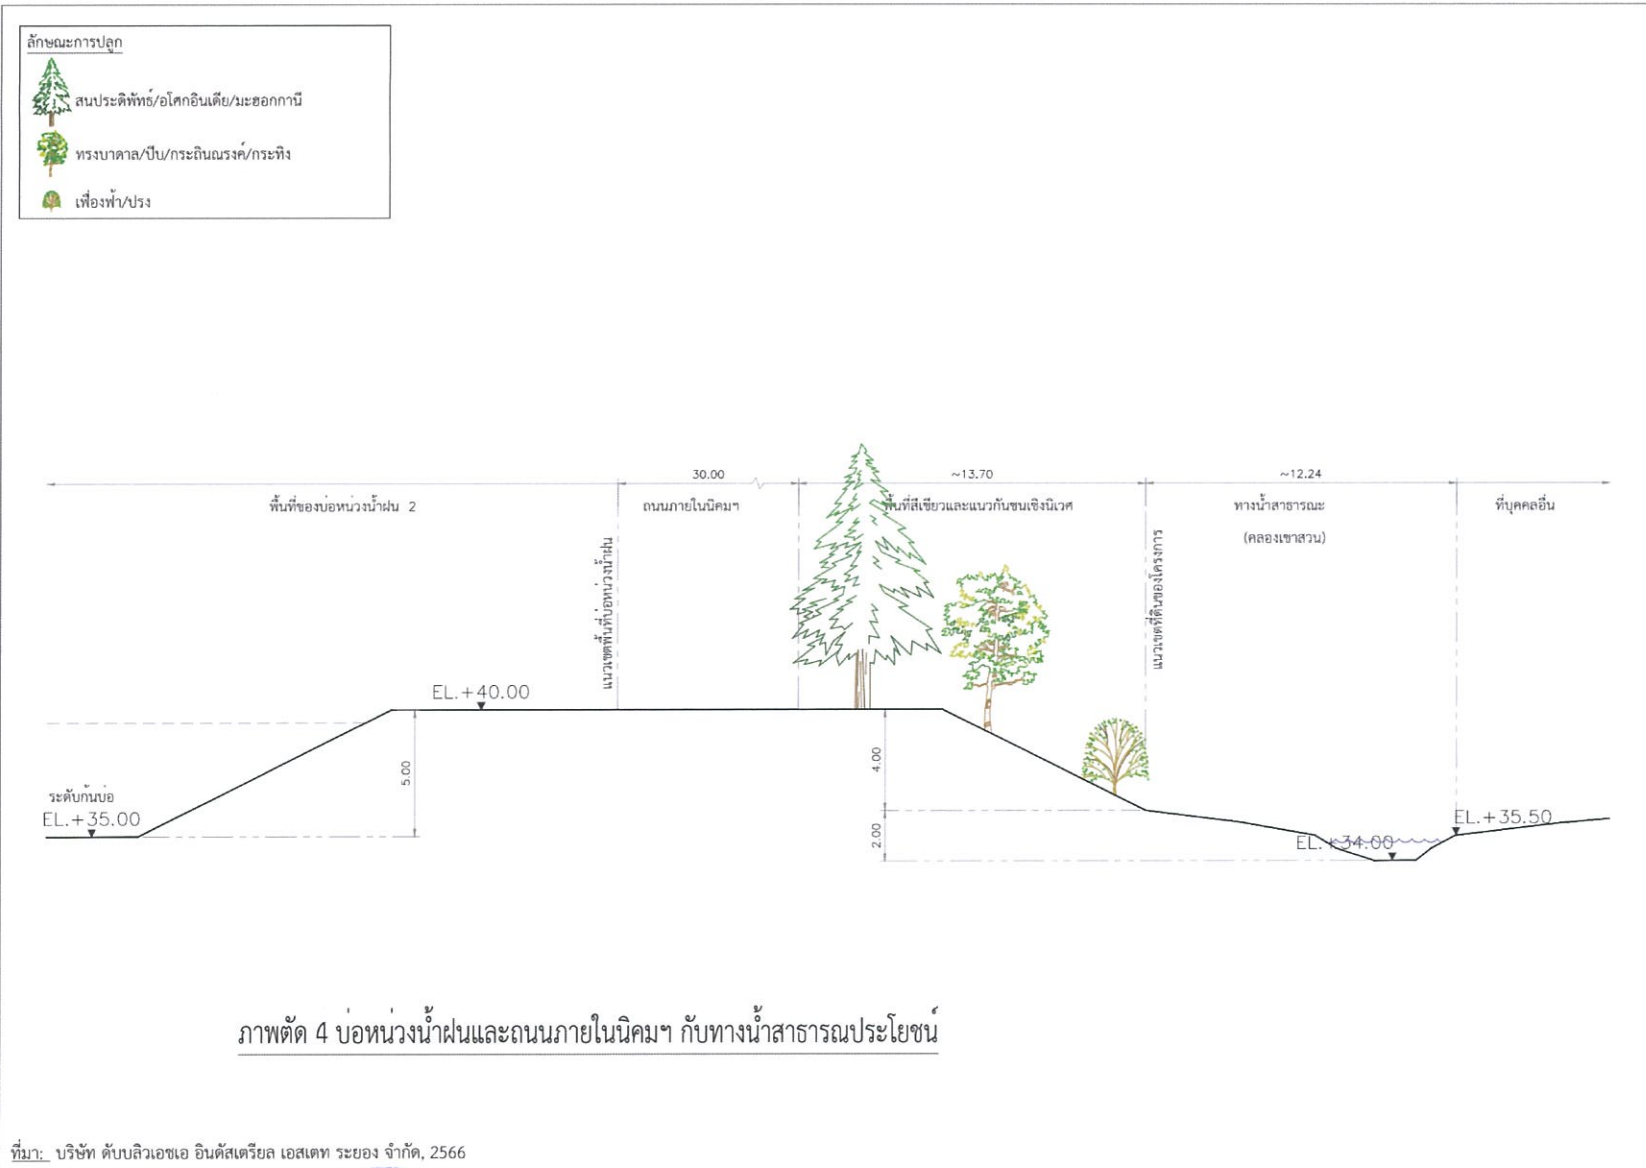 ลักษณะการปลูก
สนประดิพัทธ์/อโศกอินเดีย/มะฮอกกานี
ทรงบาดาล/ปีบ/กระถินณรงค์/กระทิง
เฟื่องฟ้า/ปรง
30.00
~13.70
~12.24
พื้นที่ของบ่อหน่วงน้ำฝน 2
ถนนภายในนิคมฯ
พื้นที่สีเขียวและแนวกันชนเชิงนิเวศ
ทางน้ำสาธารณะ
(คลองเขาสวน)
ที่บุคคลอื่น
แนวเขตพื้นที่บ่อหน่วงน้ำฝน
แนวเขตที่ดินของโครงการ
EL.+40.00
5.00
4.00
2.00
ระดับก้นบ่อ
EL.+35.00
EL.+35.50
EL.+34.00
ภาพตัด 4 บ่อหน่วงน้ำฝนและถนนภายในนิคมฯ กับทางน้ำสาธารณประโยชน์
ที่มา: บริษัท ดับบลิวเอชเอ อินดัสเตรียล เอสเตท ระยอง จำกัด, 2566